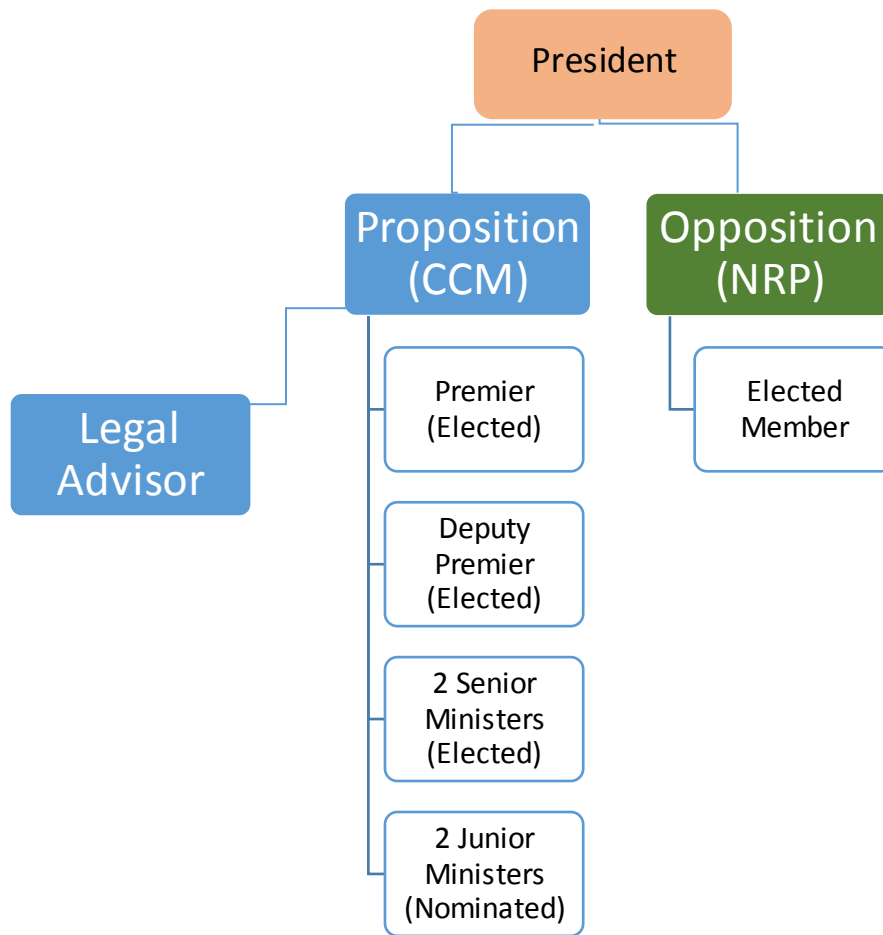 President
Proposition
(CCM)
Opposition
(NRP)
Legal
Advisor
Premier
(Elected)
Deputy
Premier
(Elected)
2 Senior
Ministers
(Elected)
2 Junior
Ministers
(Nominated)
Elected
Member